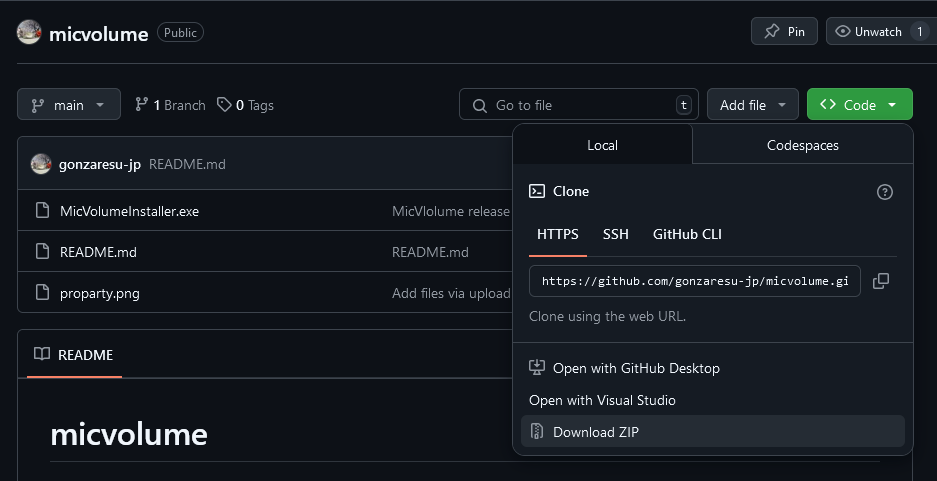 micvolume Public Pin Unwatch 1
main 1 Branch 0 Tags Go to file t Add file Code
Local Codespaces
gonzaresu-jp README.md
Clone
MicVolumeInstaller.exe MicVlolume release
HTTPS SSH GitHub CLI
README.md README.md
https://github.com/gonzaresu-jp/micvolume.gi
proparty.png Add files via upload
Clone using the web URL.
README
Open with GitHub Desktop
Open with Visual Studio
micvolume
Download ZIP